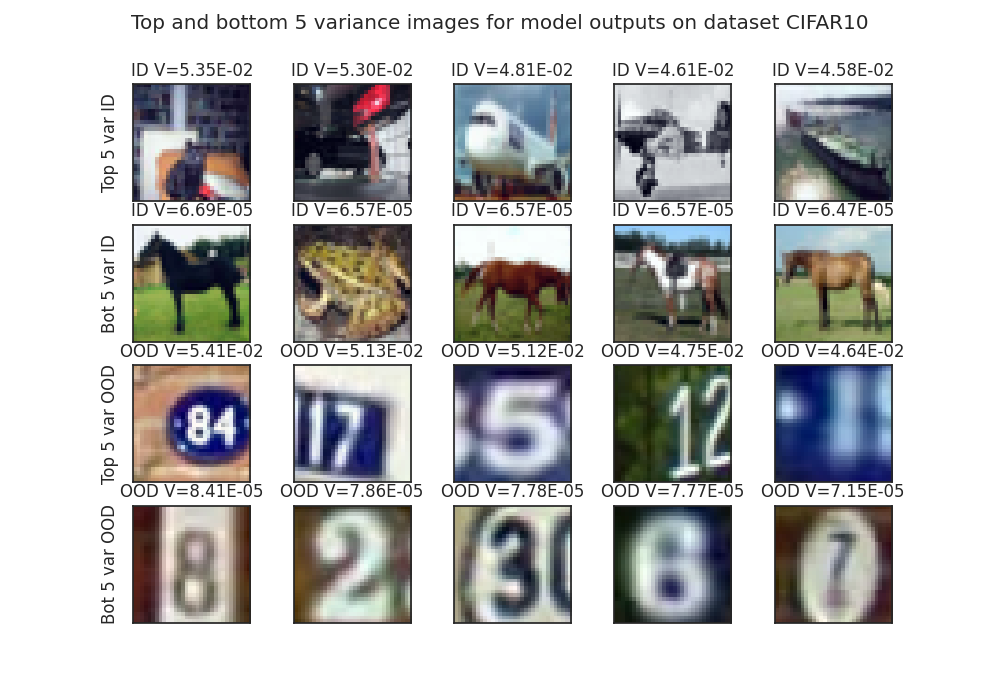 Top and bottom 5 variance images for model outputs on dataset CIFAR10
ID V=5.35E-02 ID V=5.30E-02 ID V=4.81E-02 ID V=4.61E-02 ID V=4.58E-02
Top 5 var ID
ID V=6.69E-05 ID V=6.57E-05 ID V=6.57E-05 ID V=6.57E-05 ID V=6.47E-05
Bot 5 var ID
OOD V=5.41E-02 OOD V=5.13E-02 OOD V=5.12E-02 OOD V=4.75E-02 OOD V=4.64E-02
Top 5 var OOD
84 17 5 12
OOD V=8.41E-05 OOD V=7.86E-05 OOD V=7.78E-05 OOD V=7.77E-05 OOD V=7.15E-05
Bot 5 var OOD
8 2 30 6 7